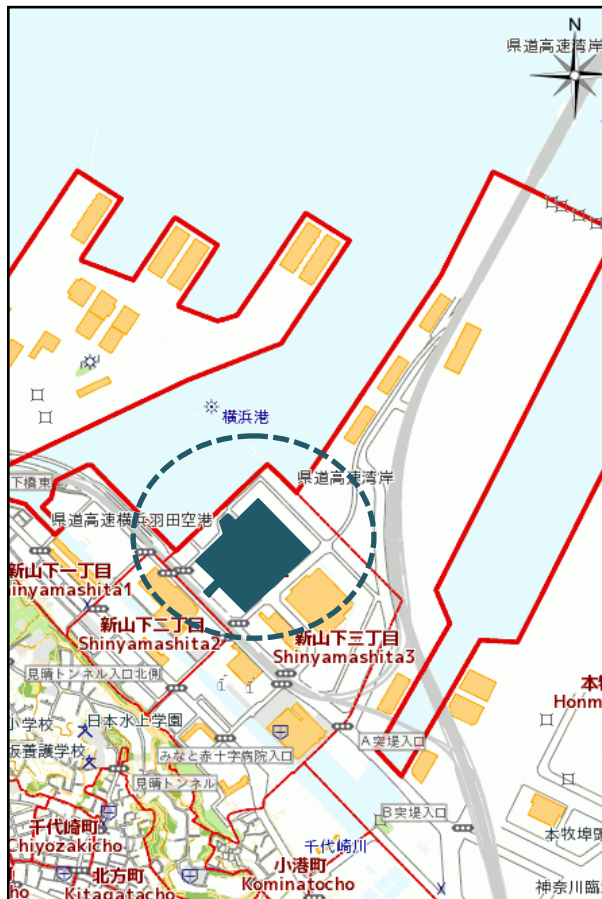 N
県道高速湾岸
横浜港
県道高速湾岸
下橋東
県道高速横浜羽田空港
新山下一丁目
hinyamashita1
新山下二丁目
Shinyamashita2
新山下三丁目
Shinyamashita3
見晴トンネル入口北側
本牧
Honm
小学校
日本水上学園
坂養護学校
みなと赤十字病院入口
A突堤入口
見晴トンネル
B突堤入口
千代崎町
Chiyozakicho
千代崎川
本牧埠頭
小港町
Kominatocho
北方町
Kitagatacho
ho
神奈川臨